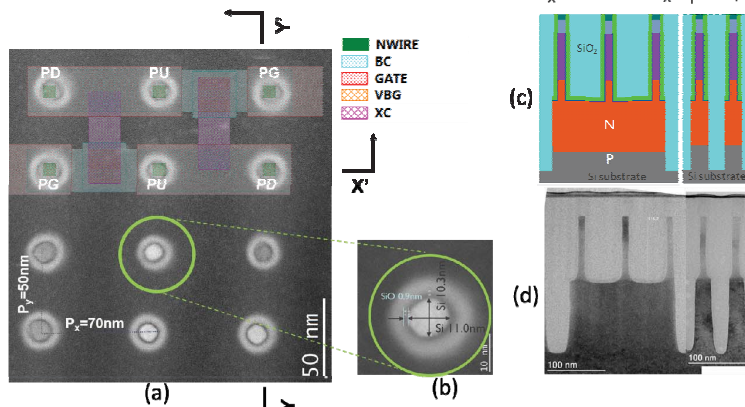 NWIRE
BC
GATE
VBG
XC
X'
PD PU PG
PG PU PD
Py=50nm
Px=70nm
50 nm
(a)
SiO 0.9nm
Si 10.3nm
Si 11.0nm
10 nm
(b)
(c)
SiO2
N
P
Si substrate
Si substrate
(d)
100 nm
100 nm